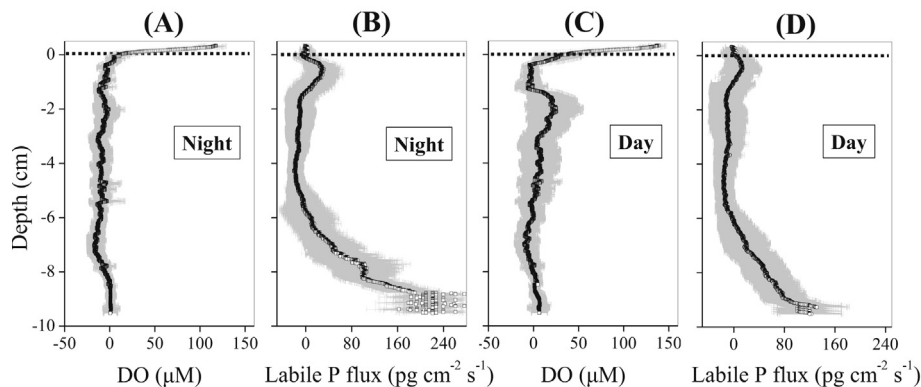 (A) (B) (C) (D)
0
-2
-4
-6
-8
-10
Depth (cm)
Night Night Day Day
-50 0 50 100 150 0 80 160 240 -50 0 50 100 150 0 80 160 240
DO (μM) Labile P flux (pg cm⁻² s⁻¹) DO (μM) Labile P flux (pg cm⁻² s⁻¹)